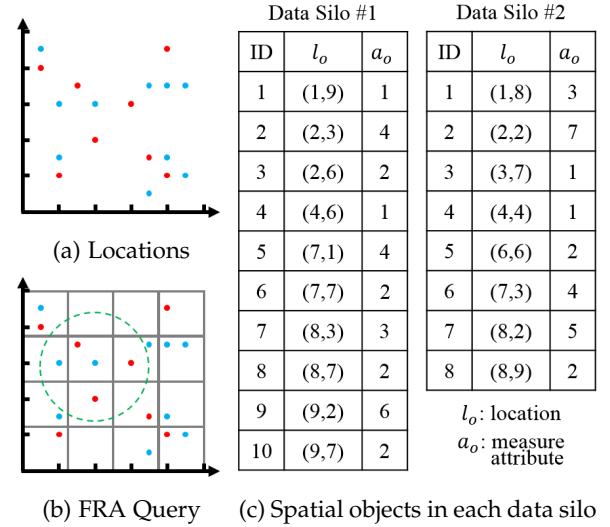 Data Silo #1
ID l_o a_o
1 (1,9) 1
2 (2,3) 4
3 (2,6) 2
4 (4,6) 1
5 (7,1) 4
6 (7,7) 2
7 (8,3) 3
8 (8,7) 2
9 (9,2) 6
10 (9,7) 2
Data Silo #2
ID l_o a_o
1 (1,8) 3
2 (2,2) 7
3 (3,7) 1
4 (4,4) 1
5 (6,6) 2
6 (7,3) 4
7 (8,2) 5
8 (8,9) 2
l_o: location
a_o: measure
attribute
(a) Locations
(b) FRA Query
(c) Spatial objects in each data silo